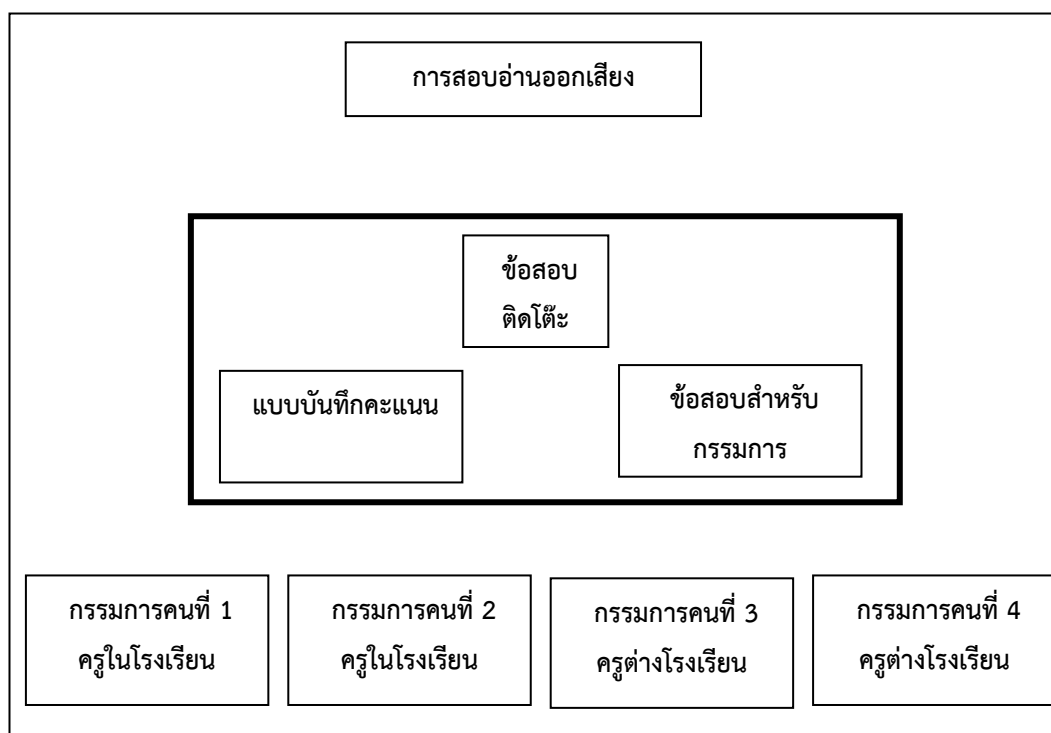 การสอบอ่านออกเสียง
ข้อสอบ
ติดโต๊ะ
แบบบันทึกคะแนน
ข้อสอบสำหรับ
กรรมการ
กรรมการคนที่ 1
ครูในโรงเรียน
กรรมการคนที่ 2
ครูในโรงเรียน
กรรมการคนที่ 3
ครูต่างโรงเรียน
กรรมการคนที่ 4
ครูต่างโรงเรียน